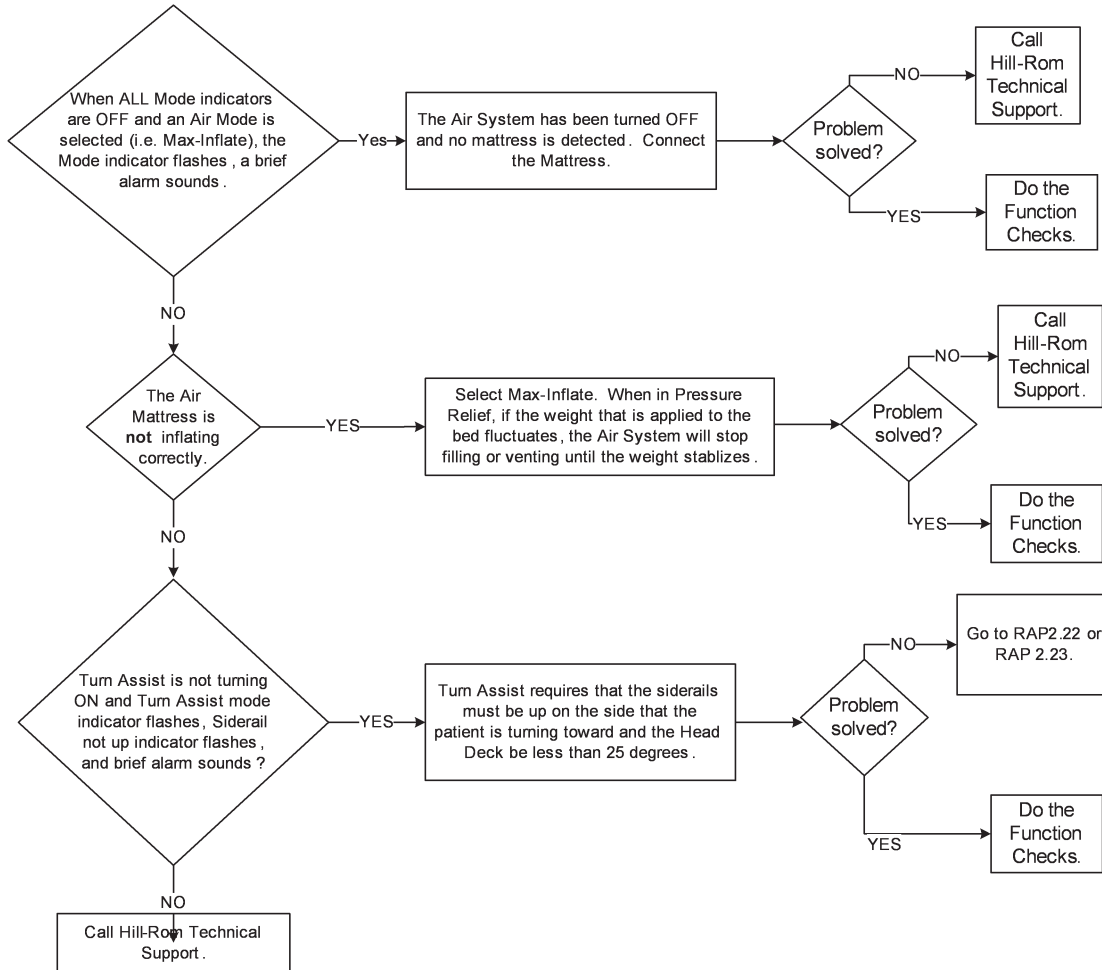 When ALL Mode indicators
are OFF and an Air Mode is
selected (i.e. Max-Inflate), the
Mode indicator flashes , a brief
alarm sounds .
Yes
The Air System has been turned OFF
and no mattress is detected . Connect
the Mattress.
Problem
solved?
NO
Call
Hill-Rom
Technical
Support.
YES
Do the
Function
Checks.
NO
The Air
Mattress is
not inflating
correctly.
YES
Select Max-Inflate. When in Pressure
Relief, if the weight that is applied to the
bed fluctuates , the Air System will stop
filling or venting until the weight stablizes .
Problem
solved?
NO
Call
Hill-Rom
Technical
Support.
YES
Do the
Function
Checks.
NO
Turn Assist is not turning
ON and Turn Assist mode
indicator flashes , Siderail
not up indicator flashes ,
and brief alarm sounds ?
YES
Turn Assist requires that the siderails
must be up on the side that the
patient is turning toward and the Head
Deck be less than 25 degrees .
Problem
solved?
NO
Go to RAP2.22 or
RAP 2.23.
YES
Do the
Function
Checks.
NO
Call Hill-Rom Technical
Support .